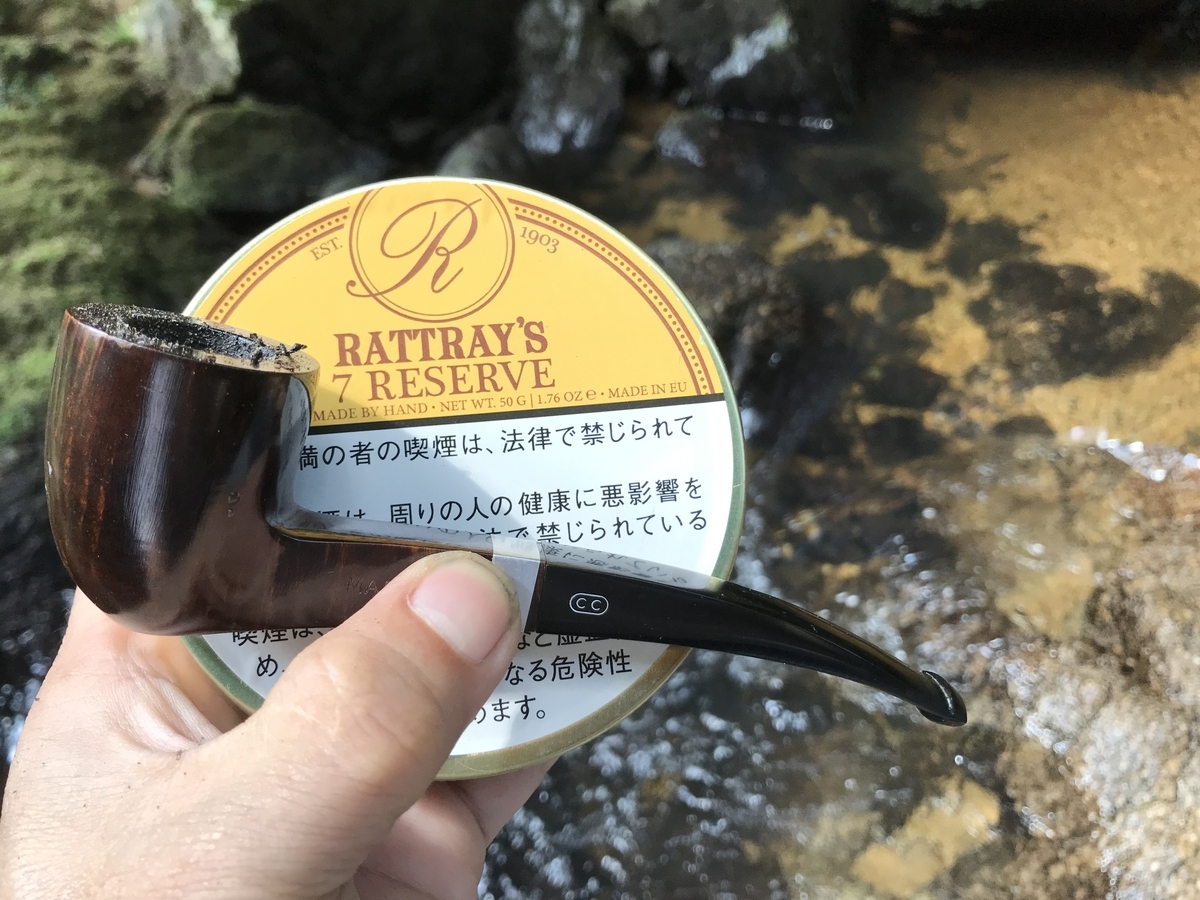 EST. R 1903
RATTRAY'S
7 RESERVE
MADE BY HAND • NET WT. 50 G | 1.76 OZ e • MADE IN EU
満の者の喫煙は、法律で禁じられて
周りの人の健康に悪影響を
で禁じられている
CC
喫煙は、
め
なる危険性
ます。